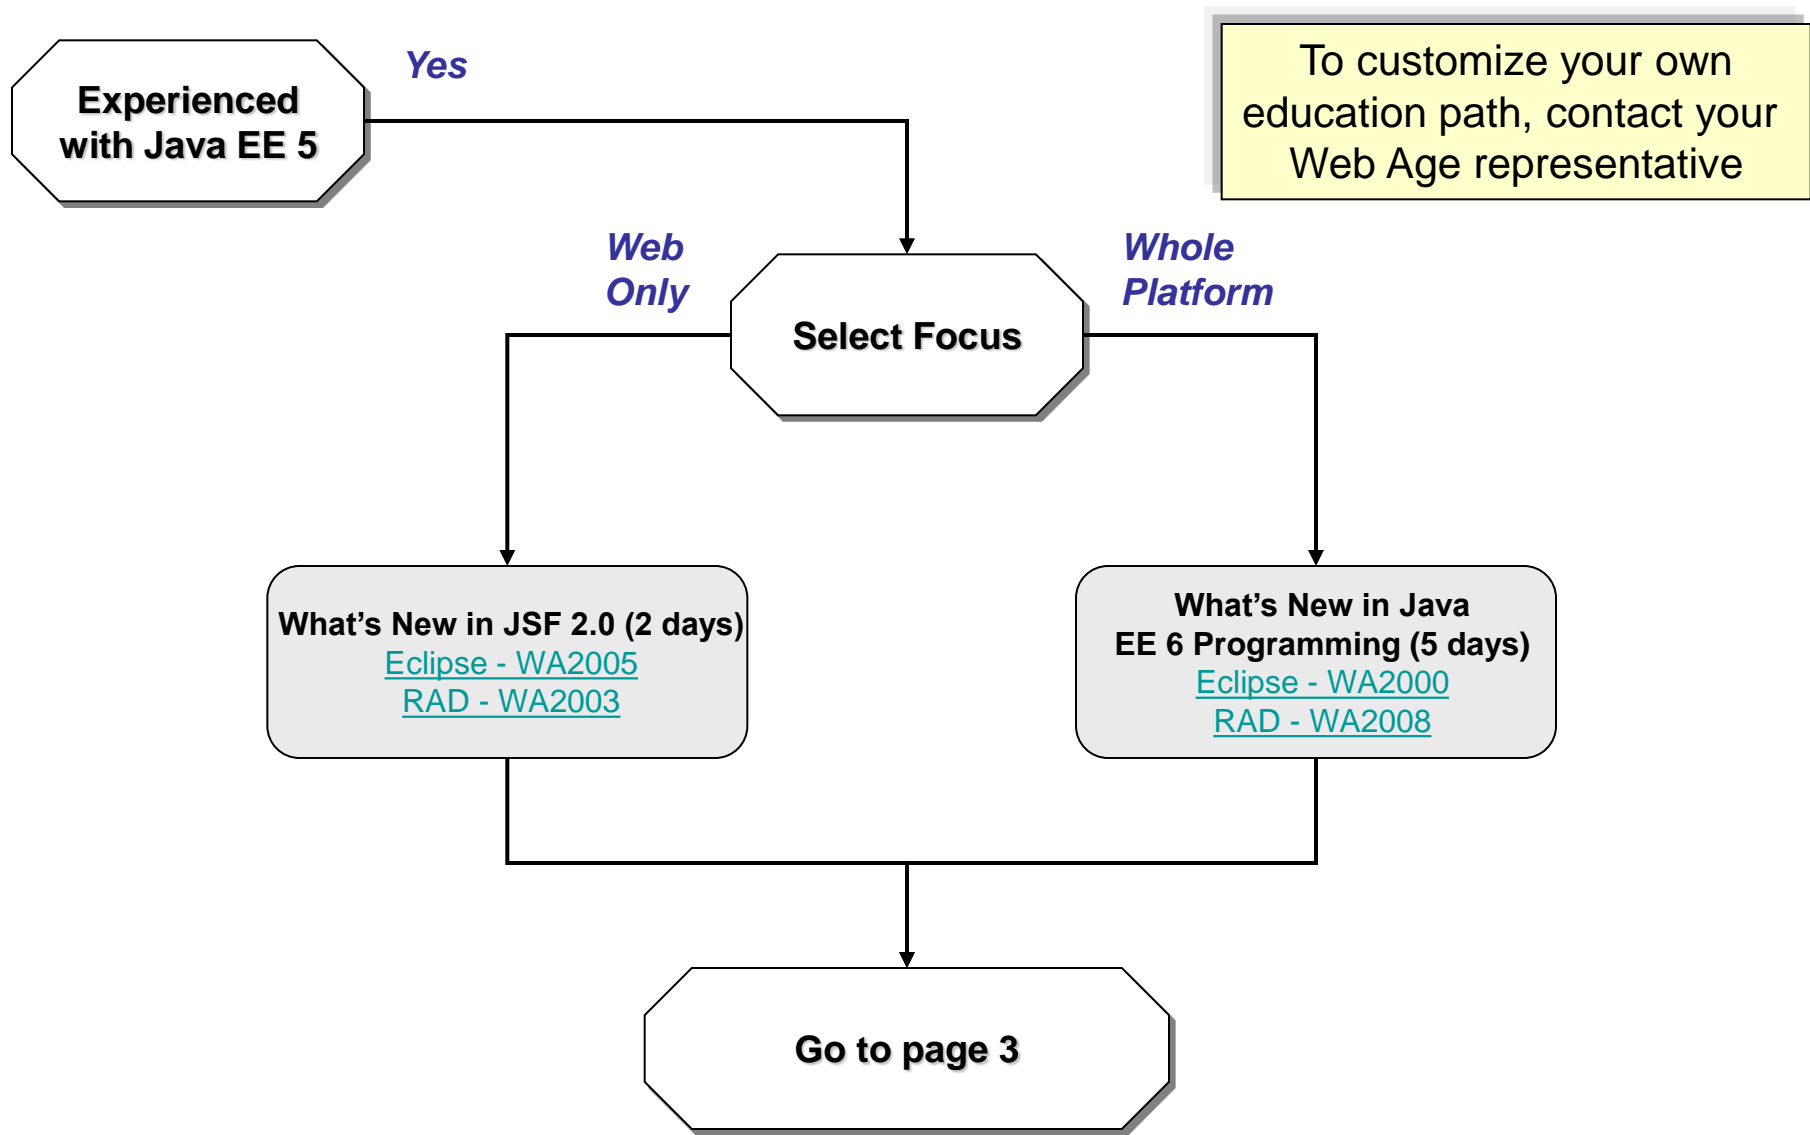 Experienced
with Java EE 5
Yes
To customize your own
education path, contact your
Web Age representative
Web
Only
Whole
Platform
Select Focus
What’s New in JSF 2.0 (2 days)
Eclipse - WA2005
RAD - WA2003
What’s New in Java
EE 6 Programming (5 days)
Eclipse - WA2000
RAD - WA2008
Go to page 3